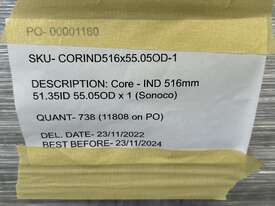 PO- 00001160
SKU- CORIND516x55.05OD-1
DESCRIPTION: Core - IND 516mm
51.35ID 55.05OD x 1 (Sonoco)
QUANT- 738 (11808 on PO)
DEL. DATE- 23/11/2022
BEST BEFORE- 23/11/2024